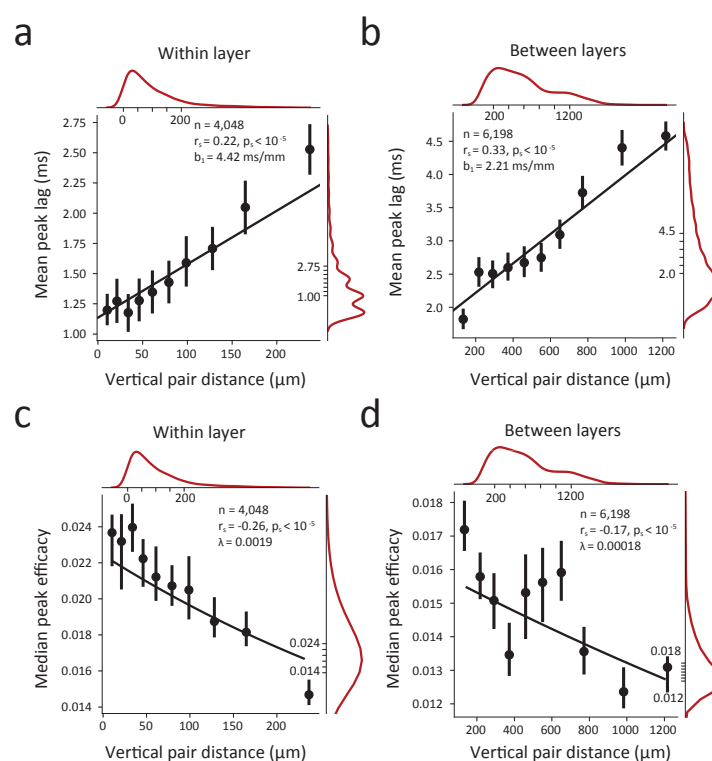 a
Within layer
0 200
n = 4,048
rs = 0.22, ps < 10-5
b1 = 4.42 ms/mm
Mean peak lag (ms)
2.75
2.50
2.25
2.00
1.75
1.50
1.25
1.00
2.75
1.00
0 50 100 150 200
Vertical pair distance (μm)
b
Between layers
200 1200
n = 6,198
rs = 0.33, ps < 10-5
b1 = 2.21 ms/mm
Mean peak lag (ms)
4.5
4.0
3.5
3.0
2.5
2.0
4.5
2.0
200 400 600 800 1000 1200
Vertical pair distance (μm)
c
Within layer
0 200
n = 4,048
rs = -0.26, ps < 10-5
λ = 0.0019
Median peak efficacy
0.024
0.022
0.020
0.018
0.016
0.014
0.024
0.014
0 50 100 150 200
Vertical pair distance (μm)
d
Between layers
200 1200
n = 6,198
rs = -0.17, ps < 10-5
λ = 0.00018
Median peak efficacy
0.018
0.017
0.016
0.015
0.014
0.013
0.012
0.018
0.012
200 400 600 800 1000 1200
Vertical pair distance (μm)